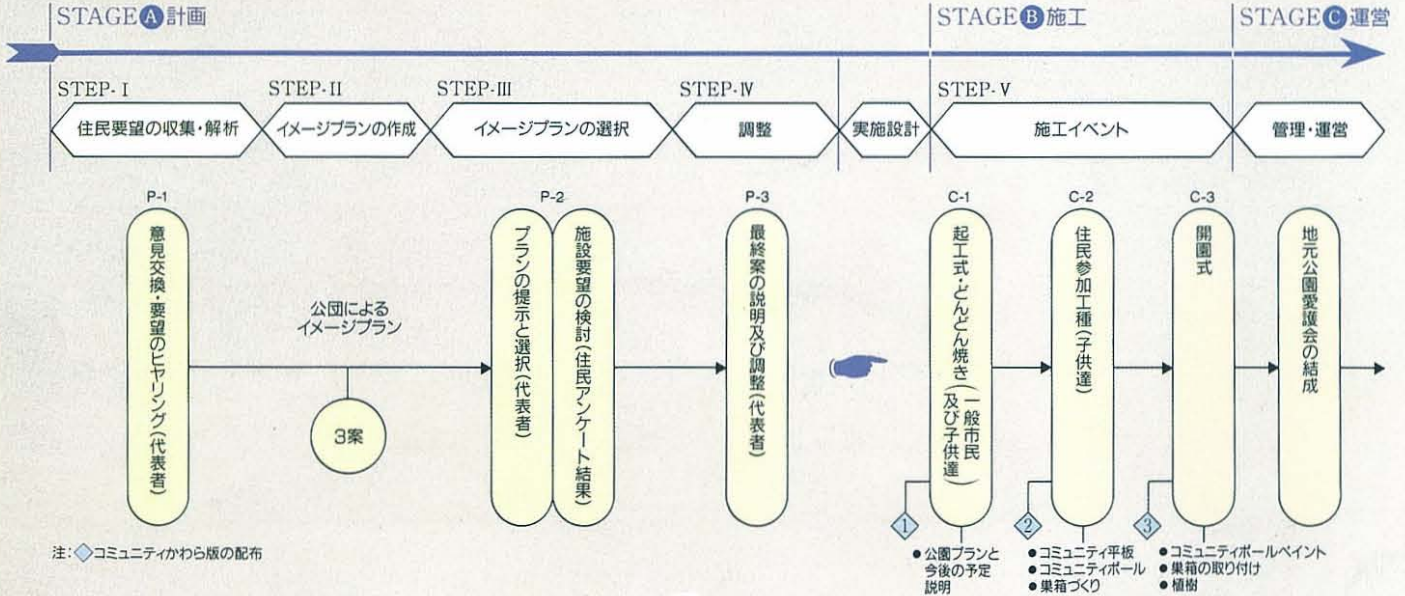 STAGE A 計画
STAGE B 施工
STAGE C 運営
STEP-I
STEP-II
STEP-III
STEP-IV
STEP-V
住民要望の収集・解析
イメージプランの作成
イメージプランの選択
調整
実施設計
施工イベント
管理・運営
P-1
意見交換・要望のヒヤリング(代表者)
公団による
イメージプラン
3案
P-2
プランの提示と選択(代表者)
施設要望の検討(住民アンケート結果)
P-3
最終案の説明及び調整(代表者)
C-1
起工式・どんどん焼き(一般市民
及び子供達)
C-2
住民参加工種(子供達)
C-3
開園式
地元公園愛護会の結成
1
2
3
●公園プランと
今後の予定
説明
●コミュニティ平板
●コミュニティポール
●巣箱づくり
●コミュニティポールペイント
●巣箱の取り付け
●植樹
注:◇コミュニティかわら版の配布